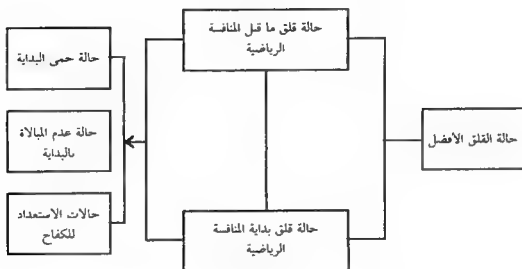 حالة قلق ما قبل المنافسة
الرياضية
حالة حمى البداية
حالة عدم المبالاة
بالبداية
حالة القلق الأفضل
حالات الاستعداد
للكفاح
حالة قلق بداية المنافسة
الرياضية